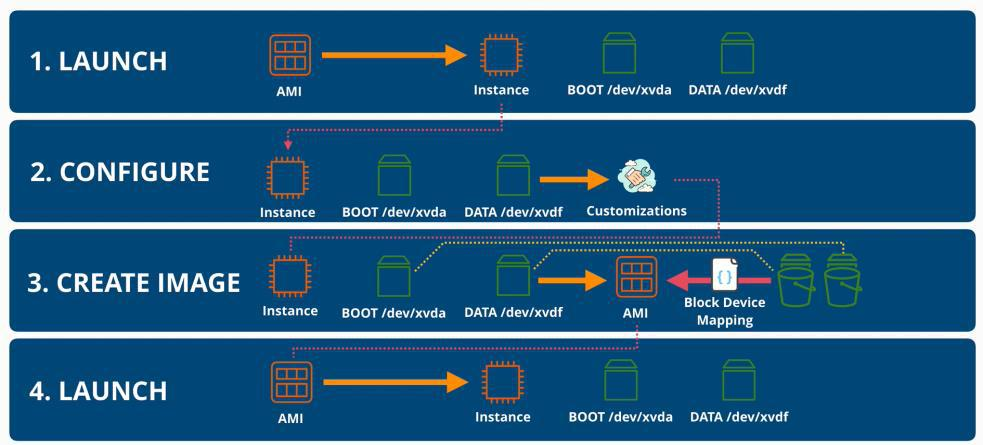 1. LAUNCH
AMI
Instance
BOOT /dev/xvda
DATA /dev/xvdf
2. CONFIGURE
Instance
BOOT /dev/xvda
DATA /dev/xvdf
Customizations
3. CREATE IMAGE
Instance
BOOT /dev/xvda
DATA /dev/xvdf
AMI
{}
Block Device
Mapping
4. LAUNCH
AMI
Instance
BOOT /dev/xvda
DATA /dev/xvdf